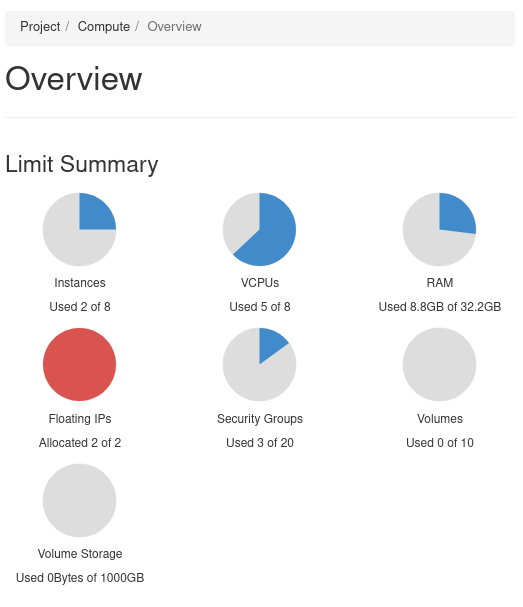 Project / Compute / Overview
Overview
Limit Summary
Instances
Used 2 of 8
VCPUs
Used 5 of 8
RAM
Used 8.8GB of 32.2GB
Floating IPs
Allocated 2 of 2
Security Groups
Used 3 of 20
Volumes
Used 0 of 10
Volume Storage
Used 0Bytes of 1000GB